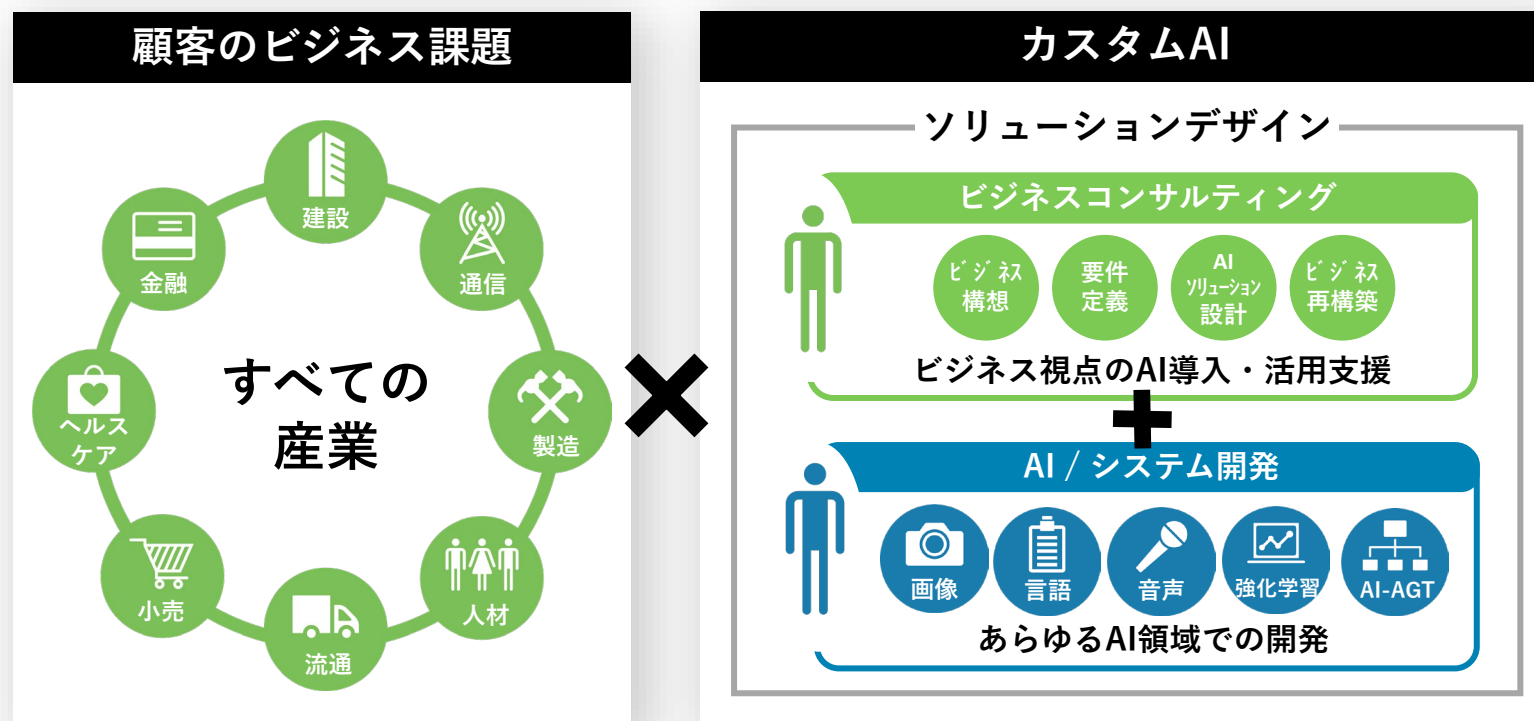 顧客のビジネス課題
建設
金融
通信
すべての
産業
ヘルス
ケア
製造
小売
人材
流通
カスタムAI
ソリューションデザイン
ビジネスコンサルティング
ﾋﾞｼﾞﾈｽ
構想
要件
定義
AI
ｿﾘｭｰｼｮﾝ
設計
ﾋﾞｼﾞﾈｽ
再構築
ビジネス視点のAI導入・活用支援
AI / システム開発
画像
言語
音声
強化学習
AI-AGT
あらゆるAI領域での開発